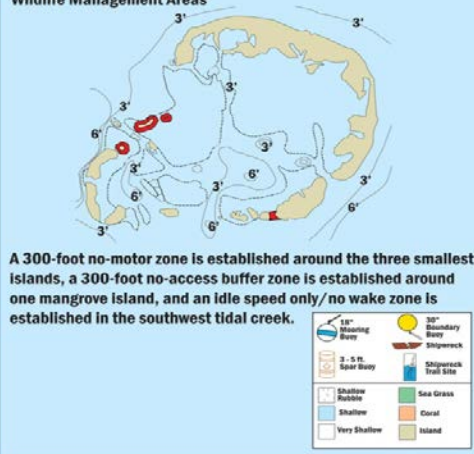 Wildlife Management Areas
3'
3'
3'
3'
6'
3'
3'
6'
3'
3'
6'
6'
6'
3'
A 300-foot no-motor zone is established around the three smallest
islands, a 300-foot no-access buffer zone is established around
one mangrove island, and an idle speed only/no wake zone is
established in the southwest tidal creek.
18"
Mooring
Buoy
30"
Boundary
Buoy
Shipwreck
3 - 5 ft.
Spar Buoy
Shipwreck
Trail Site
Shallow
Rubble
Sea Grass
Shallow
Coral
Very Shallow
Island